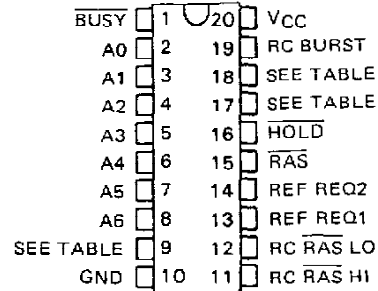 BUSY 1 20 VCC
A0 2 19 RC BURST
A1 3 18 SEE TABLE
A2 4 17 SEE TABLE
A3 5 16 HOLD
A4 6 15 RAS
A5 7 14 REF REQ2
A6 8 13 REF REQ1
SEE TABLE 9 12 RC RAS LO
GND 10 11 RC RAS HI